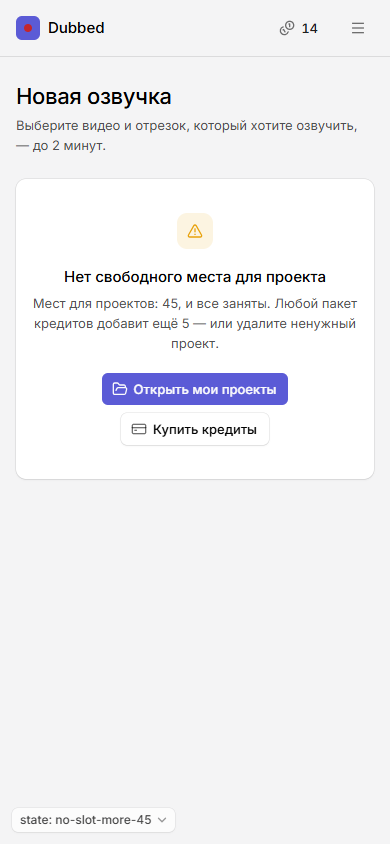 Dubbed
14
Новая озвучка
Выберите видео и отрезок, который хотите озвучить,
— до 2 минут.
Нет свободного места для проекта
Мест для проектов: 45, и все заняты. Любой пакет
кредитов добавит ещё 5 — или удалите ненужный
проект.
Открыть мои проекты
Купить кредиты
state: no-slot-more-45